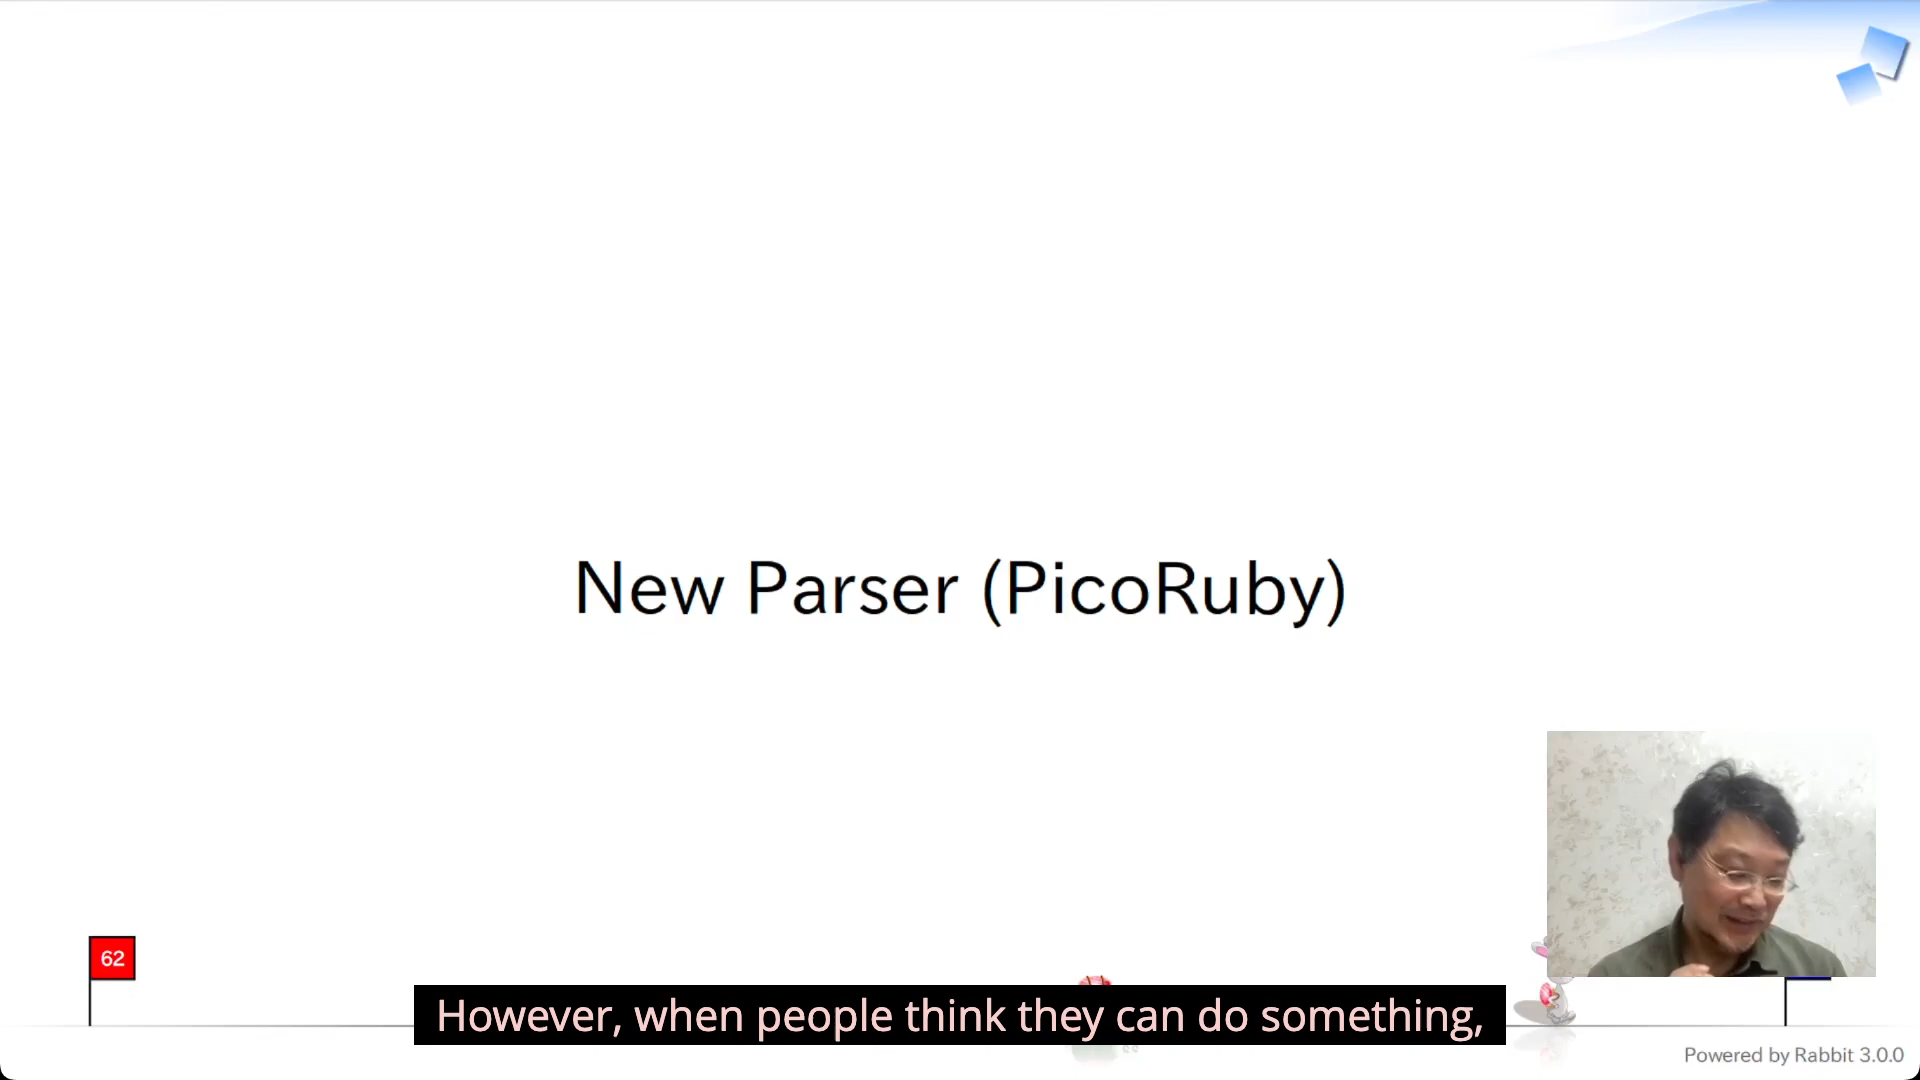 New Parser (PicoRuby)
62
However, when people think they can do something,
Powered by Rabbit 3.0.0